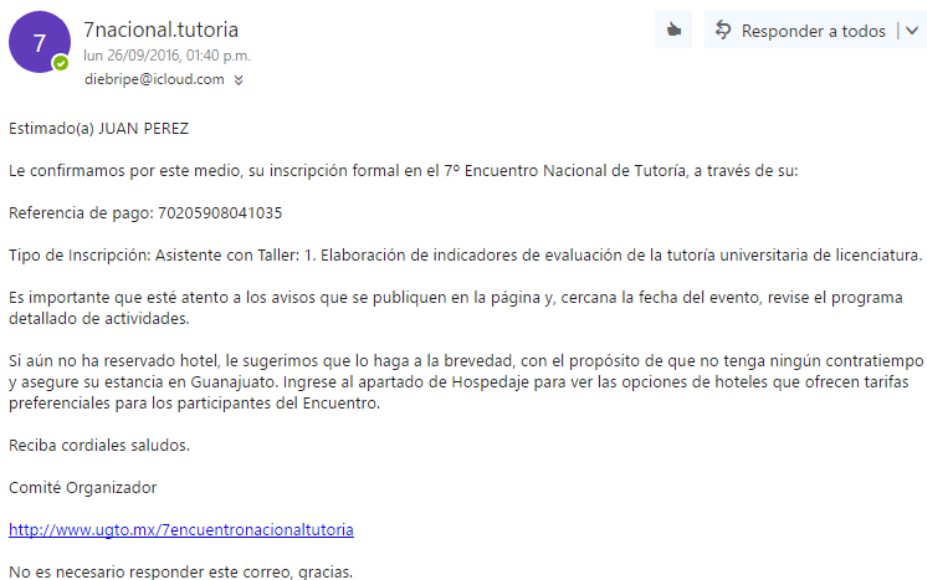 7
7nacional.tutoria
Responder a todos
lun 26/09/2016, 01:40 p.m.
diebripe@icloud.com
Estimado(a) JUAN PEREZ
Le confirmamos por este medio, su inscripción formal en el 7º Encuentro Nacional de Tutoría, a través de su:
Referencia de pago: 70205908041035
Tipo de Inscripción: Asistente con Taller: 1. Elaboración de indicadores de evaluación de la tutoría universitaria de licenciatura.
Es importante que esté atento a los avisos que se publiquen en la página y, cercana la fecha del evento, revise el programa
detallado de actividades.
Si aún no ha reservado hotel, le sugerimos que lo haga a la brevedad, con el propósito de que no tenga ningún contratiempo
y asegure su estancia en Guanajuato. Ingrese al apartado de Hospedaje para ver las opciones de hoteles que ofrecen tarifas
preferenciales para los participantes del Encuentro.
Reciba cordiales saludos.
Comité Organizador
http://www.ugto.mx/7encuentronacionaltutoria
No es necesario responder este correo, gracias.